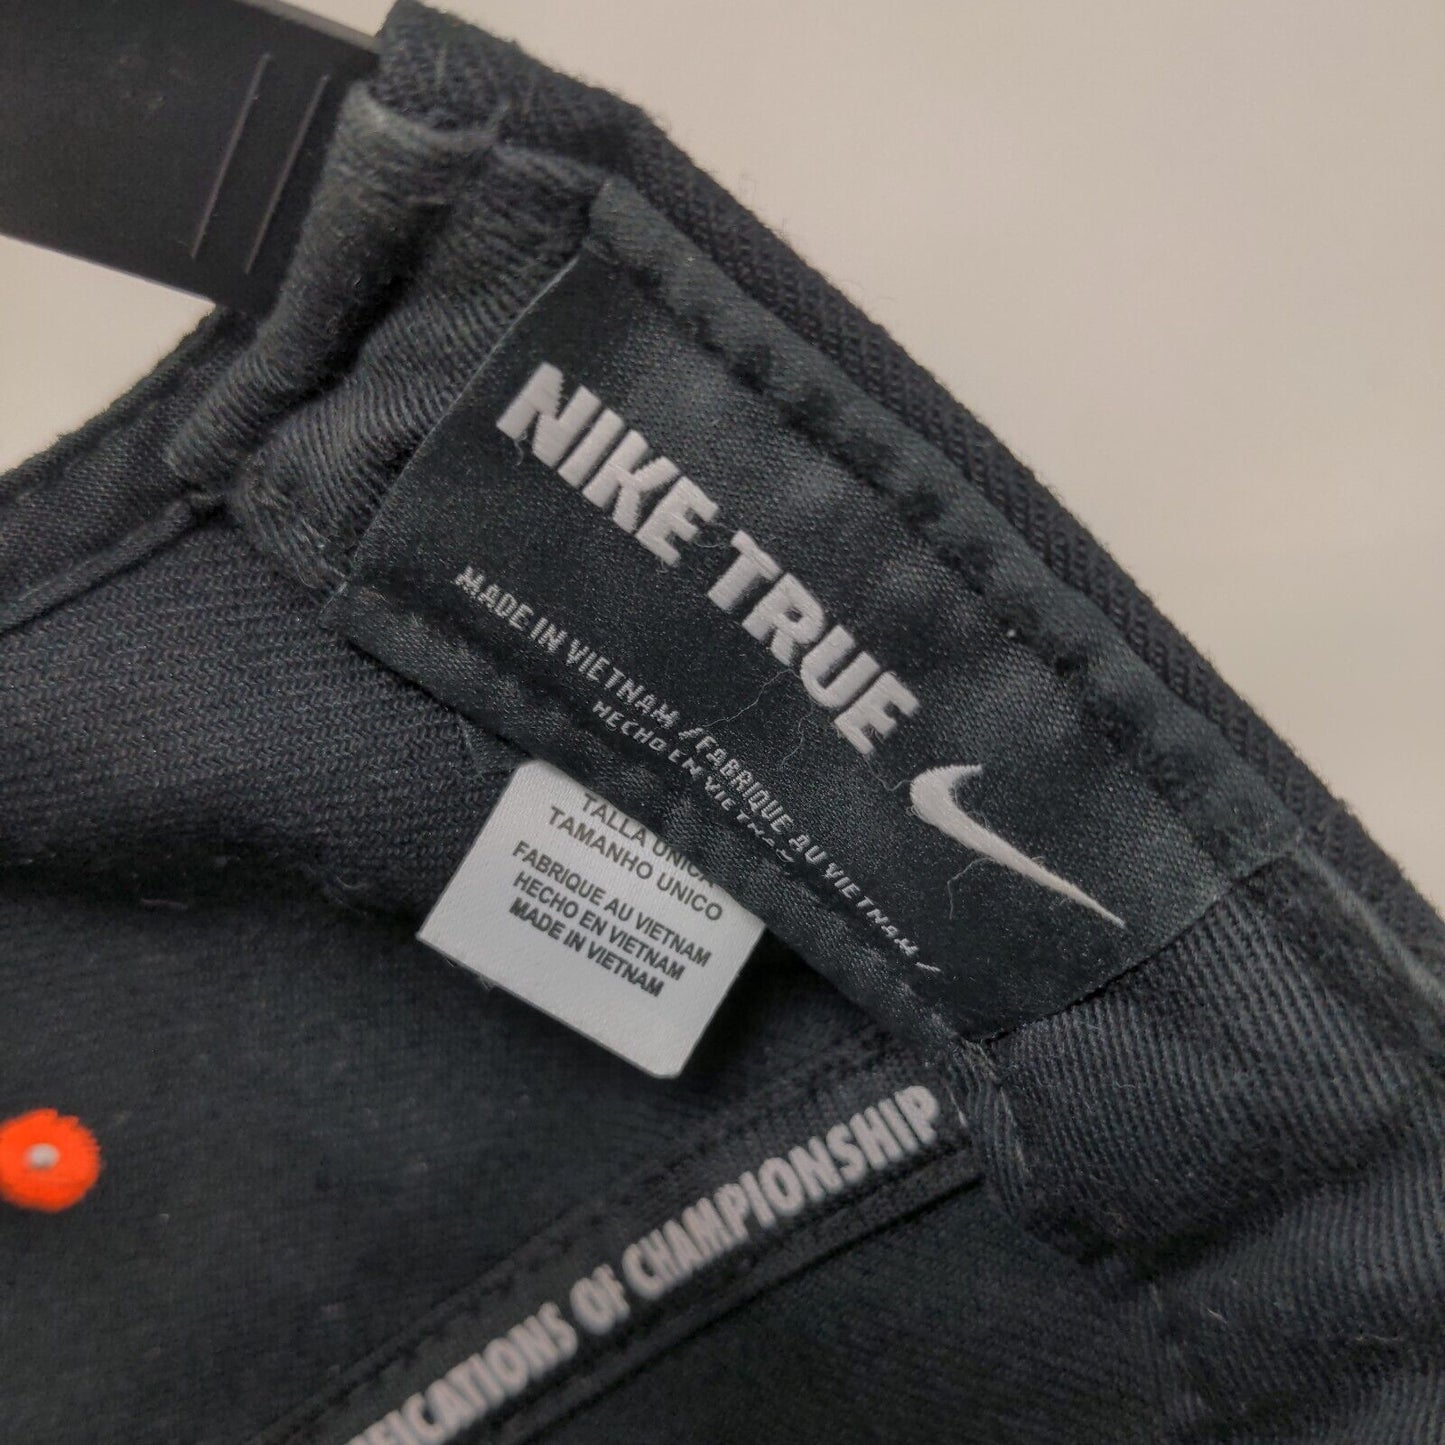 NIKE TRUE
MADE IN VIETNAM / FABRIQUE AU VIETNAM /
HECHO EN VIETNAM
TALLA UNICA
TAMANHO UNICO
FABRIQUE AU VIETNAM
HECHO EN VIETNAM
MADE IN VIETNAM
OF CHAMPIONSHIP